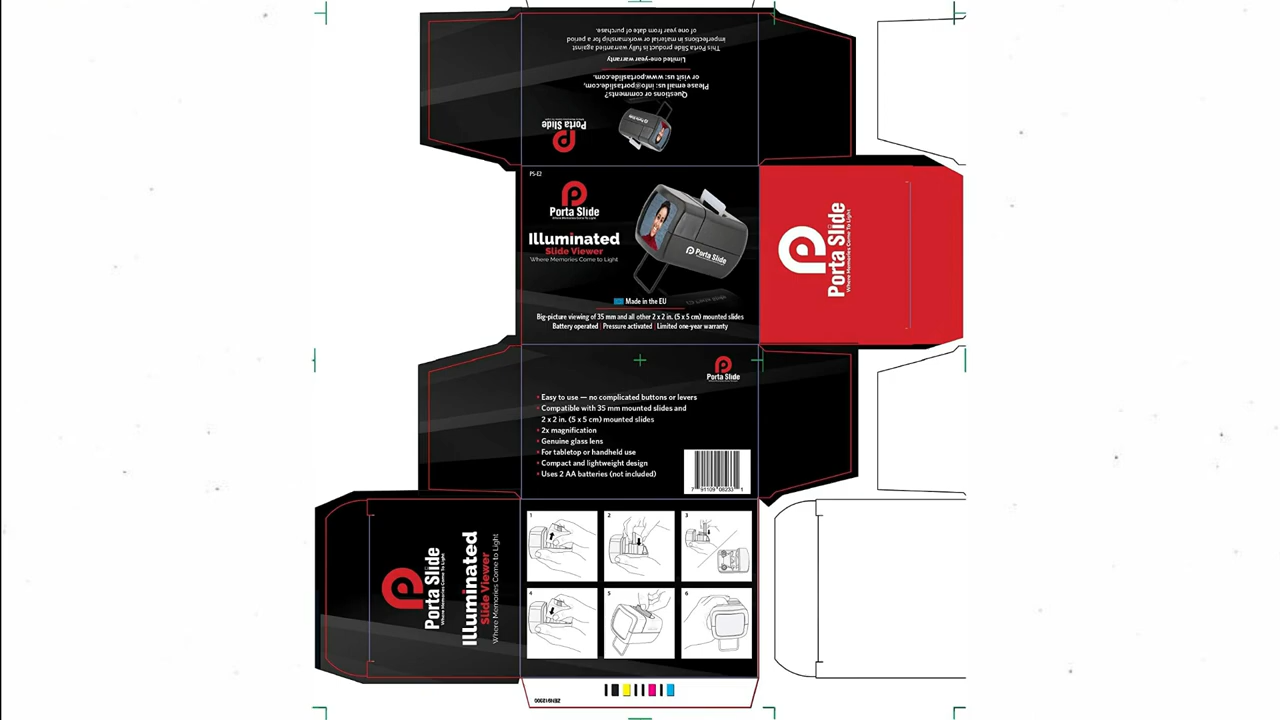 This Porta Slide product is fully warrantied against
imperfections in material or workmanship for a period
of one year from date of purchase.
Limited one-year warranty
Questions or comments?
Please email us: info@portaslide.com,
or visit us: www.portaslide.com.
Porta Slide
Porta Slide
PS-E2
Porta Slide
Where Memories Come To Light
Illuminated
Slide Viewer
Where Memories Come to Light
Porta Slide
Made in the EU
Big-picture viewing of 35 mm and all other 2 x 2 in. (5 x 5 cm) mounted slides
Battery operated | Pressure activated | Limited one-year warranty
Porta Slide
Where Memories Come To Light
Porta Slide
• Easy to use — no complicated buttons or levers
• Compatible with 35 mm mounted slides and
2 x 2 in. (5 x 5 cm) mounted slides
• 2x magnification
• Genuine glass lens
• For tabletop or handheld use
• Compact and lightweight design
• Uses 2 AA batteries (not included)
Porta Slide
Where Memories Come To Light
Illuminated
Slide Viewer
Where Memories Come to Light
1
2
3
4
5
6